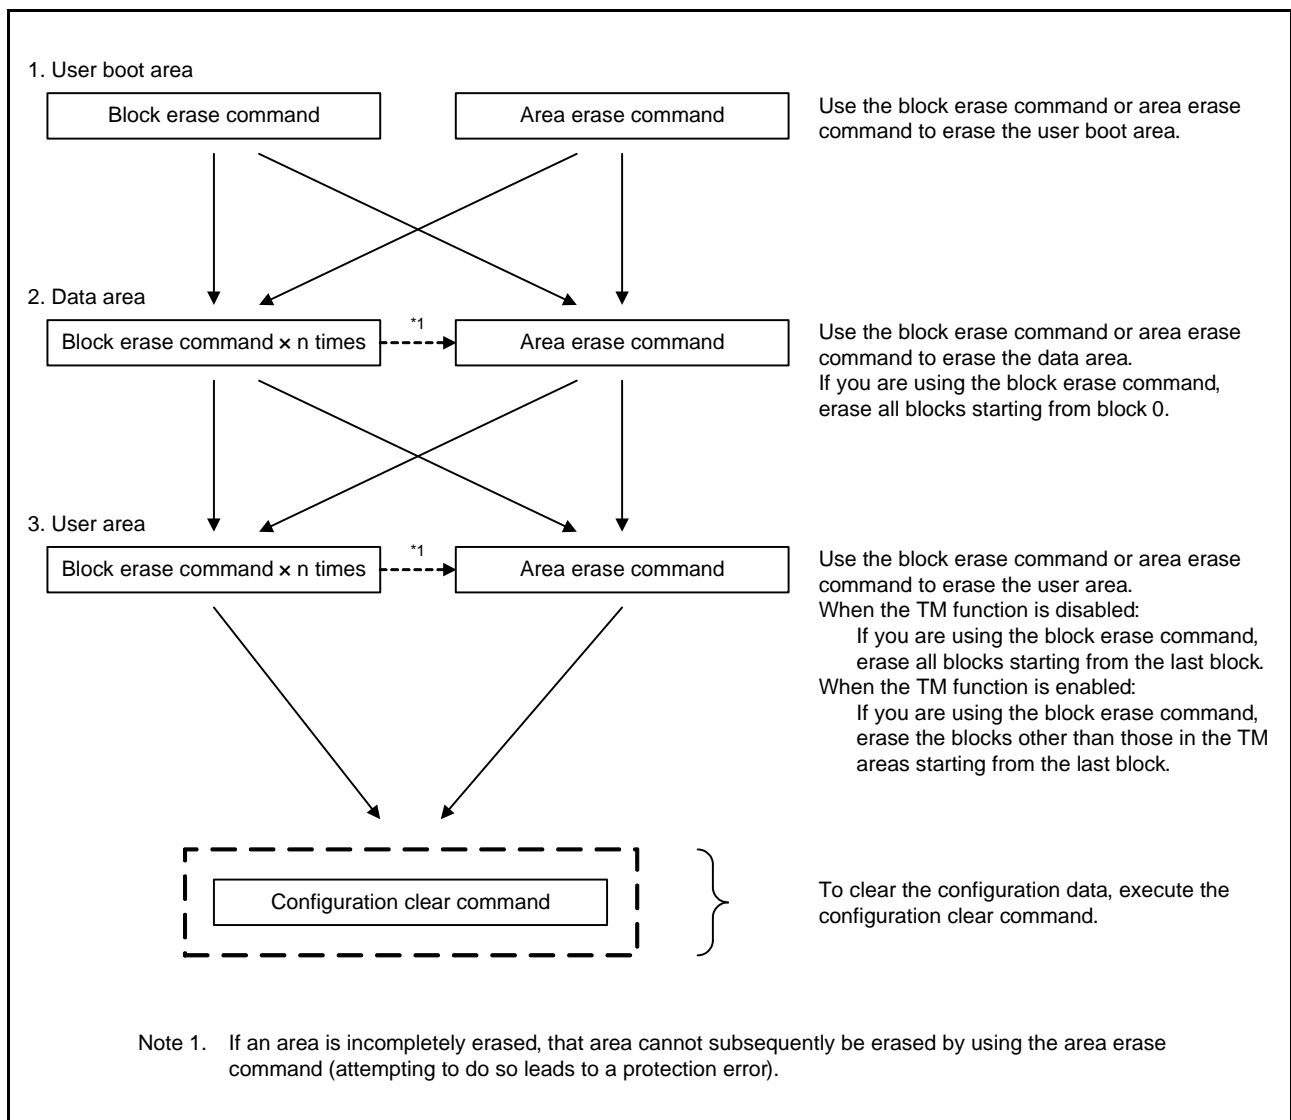 1. User boot area
Block erase command
Area erase command
Use the block erase command or area erase
command to erase the user boot area.
2. Data area
Block erase command × n times
*1
Area erase command
Use the block erase command or area erase
command to erase the data area.
If you are using the block erase command,
erase all blocks starting from block 0.
3. User area
Block erase command × n times
*1
Area erase command
Use the block erase command or area erase
command to erase the user area.
When the TM function is disabled:
If you are using the block erase command,
erase all blocks starting from the last block.
When the TM function is enabled:
If you are using the block erase command,
erase the blocks other than those in the TM
areas starting from the last block.
Configuration clear command
To clear the configuration data, execute the
configuration clear command.
Note 1. If an area is incompletely erased, that area cannot subsequently be erased by using the area erase
command (attempting to do so leads to a protection error).